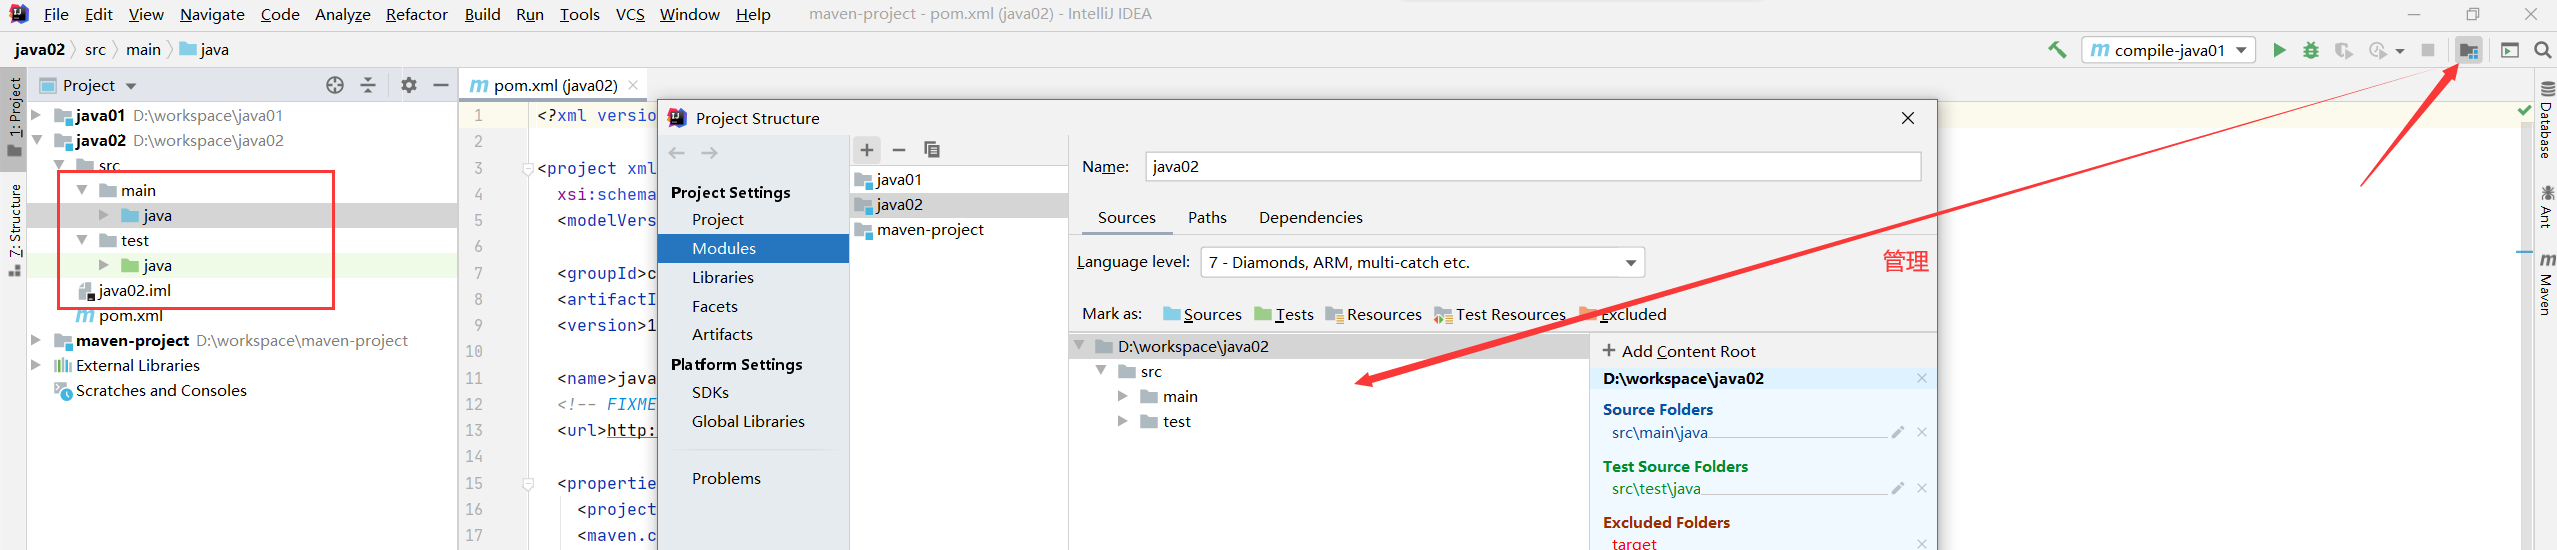 File Edit View Navigate Code Analyze Refactor Build Run Tools VCS Window Help maven-project - pom.xml (java02) - IntelliJ IDEA
java02 src main java
compile-java01
Project
pom.xml (java02)
1: Project
7: Structure
java01 D:\workspace\java01
java02 D:\workspace\java02
src
main
java
test
java
java02.iml
pom.xml
maven-project D:\workspace\maven-project
External Libraries
Scratches and Consoles
1 <?xml versio
2
3 <project xml
4 xsi:schema
5 <modelVers
6
7 <groupId>c
8 <artifactI
9 <version>1
10
11 <name>java
12 <!-- FIXME
13 <url>http:
14
15 <propertie
16 <project
17 <maven.c
Project Structure
Project Settings
Project
Modules
Libraries
Facets
Artifacts
Platform Settings
SDKs
Global Libraries
Problems
java01
java02
maven-project
Name: java02
Sources Paths Dependencies
Language level: 7 - Diamonds, ARM, multi-catch etc.
管理
Mark as: Sources Tests Resources Test Resources Excluded
D:\workspace\java02
src
main
test
Add Content Root
D:\workspace\java02
Source Folders
src\main\java
Test Source Folders
src\test\java
Excluded Folders
target
Database
Ant
Maven